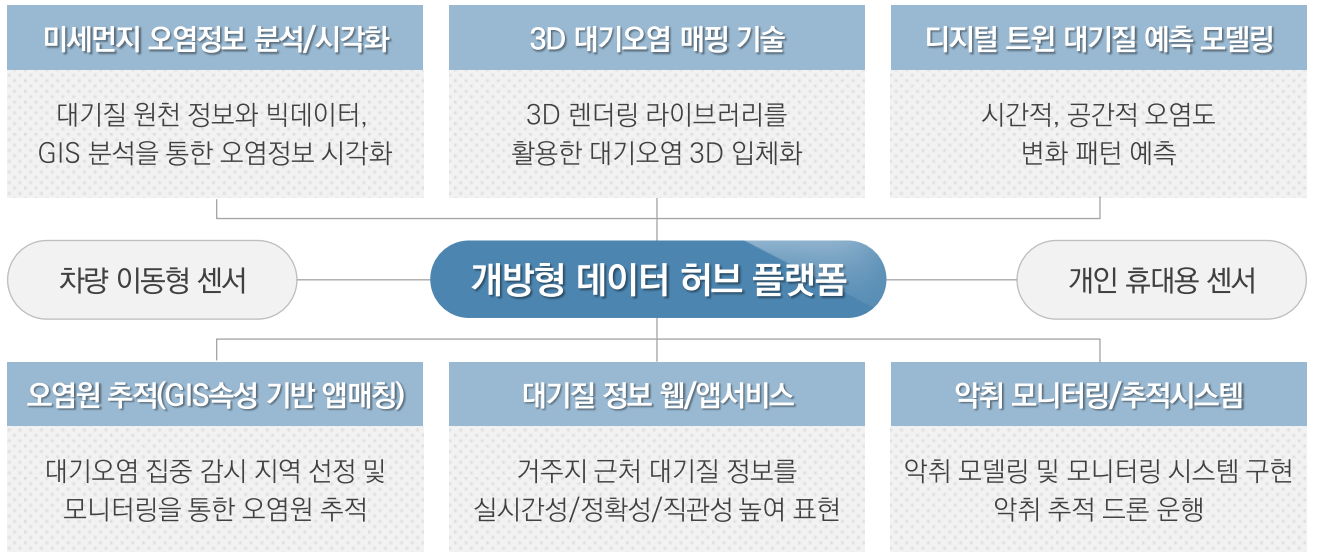 미세먼지 오염정보 분석/시각화
대기질 원천 정보와 빅데이터,
GIS 분석을 통한 오염정보 시각화
3D 대기오염 매핑 기술
3D 렌더링 라이브러리를
활용한 대기오염 3D 입체화
디지털 트윈 대기질 예측 모델링
시간적, 공간적 오염도
변화 패턴 예측
차량 이동형 센서
개방형 데이터 허브 플랫폼
개인 휴대용 센서
오염원 추적(GIS속성 기반 앱매칭)
대기오염 집중 감시 지역 선정 및
모니터링을 통한 오염원 추적
대기질 정보 웹/앱서비스
거주지 근처 대기질 정보를
실시간성/정확성/직관성 높여 표현
악취 모니터링/추적시스템
악취 모델링 및 모니터링 시스템 구현
악취 추적 드론 운행